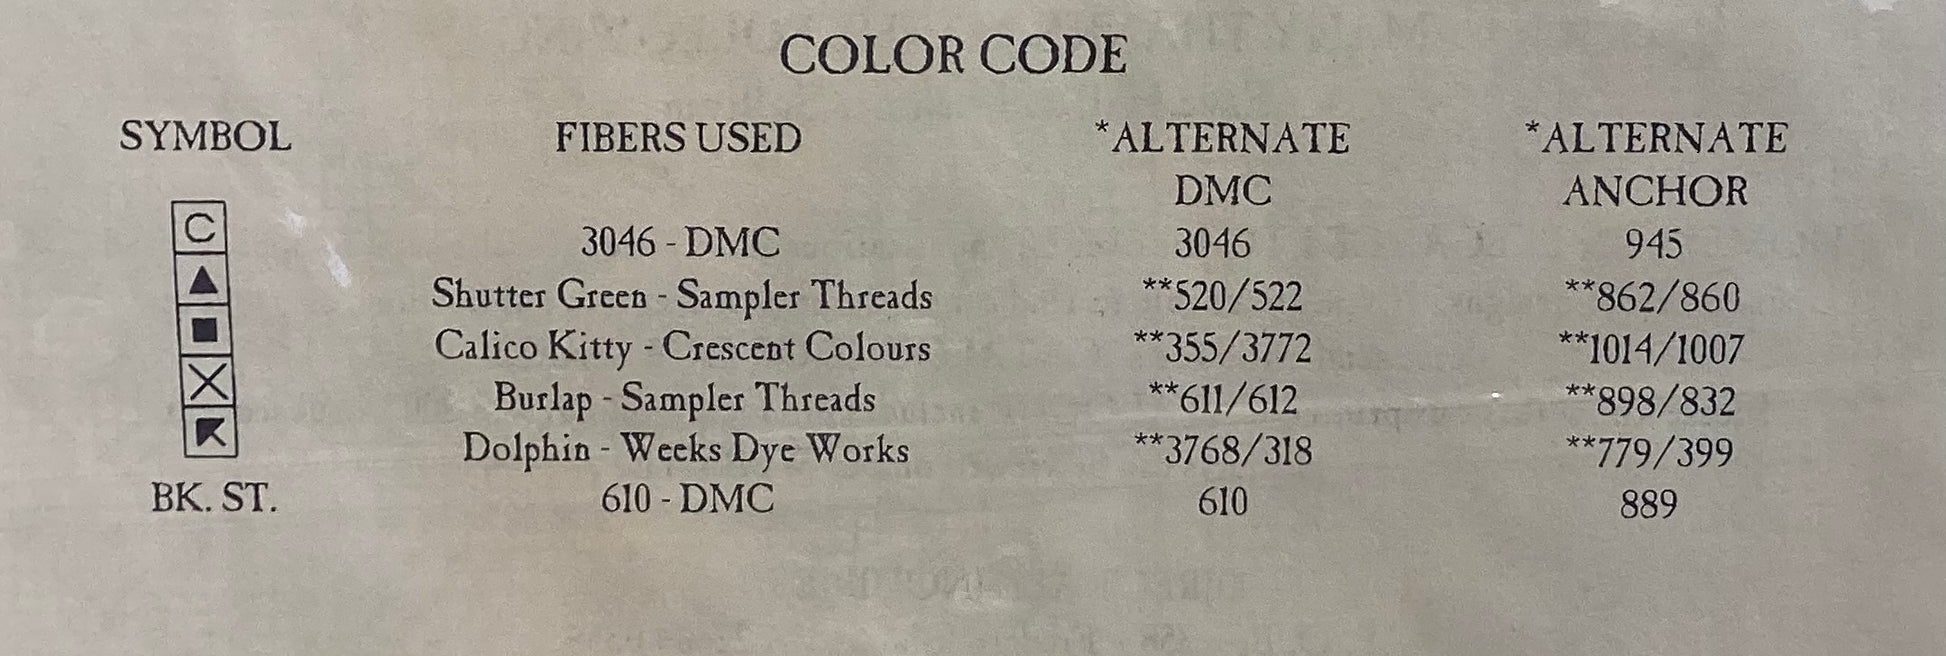 COLOR CODE
SYMBOL FIBERS USED *ALTERNATE *ALTERNATE
DMC ANCHOR
C 3046 - DMC 3046 945
▲ Shutter Green - Sampler Threads **520/522 **862/860
■ Calico Kitty - Crescent Colours **355/3772 **1014/1007
X Burlap - Sampler Threads **611/612 **898/832
◤ Dolphin - Weeks Dye Works **3768/318 **779/399
BK. ST. 610 - DMC 610 889